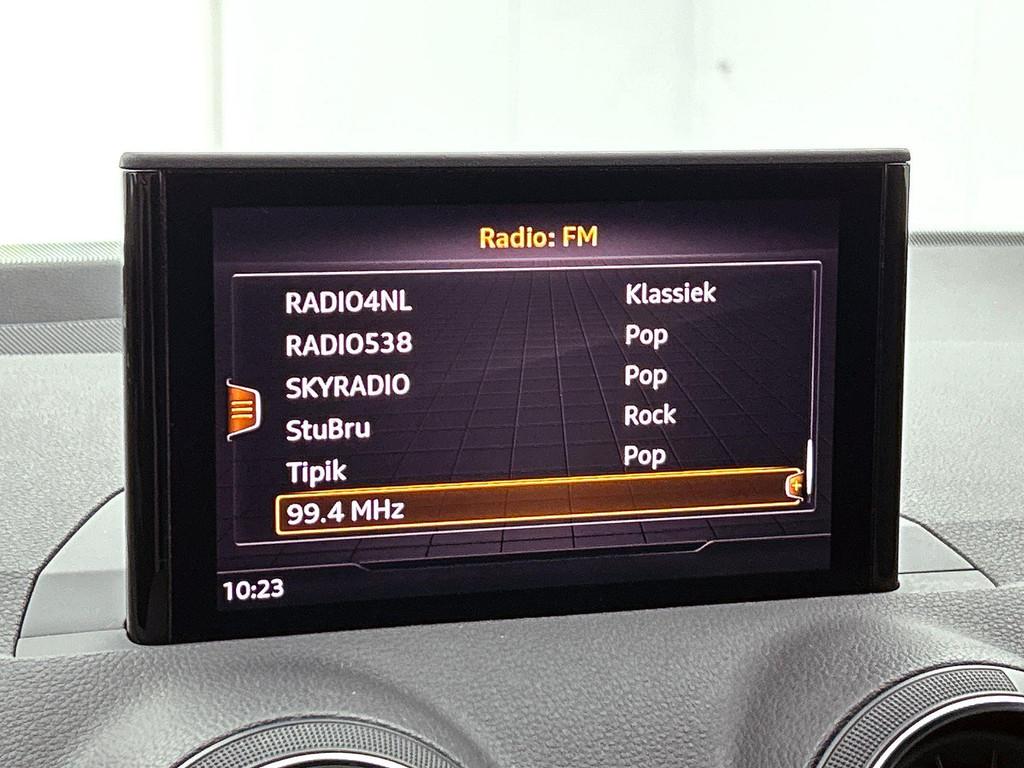 Radio: FM
RADIO4NL Klassiek
RADIO538 Pop
SKYRADIO Pop
StuBru Rock
Tipik Pop
99.4 MHz
10:23